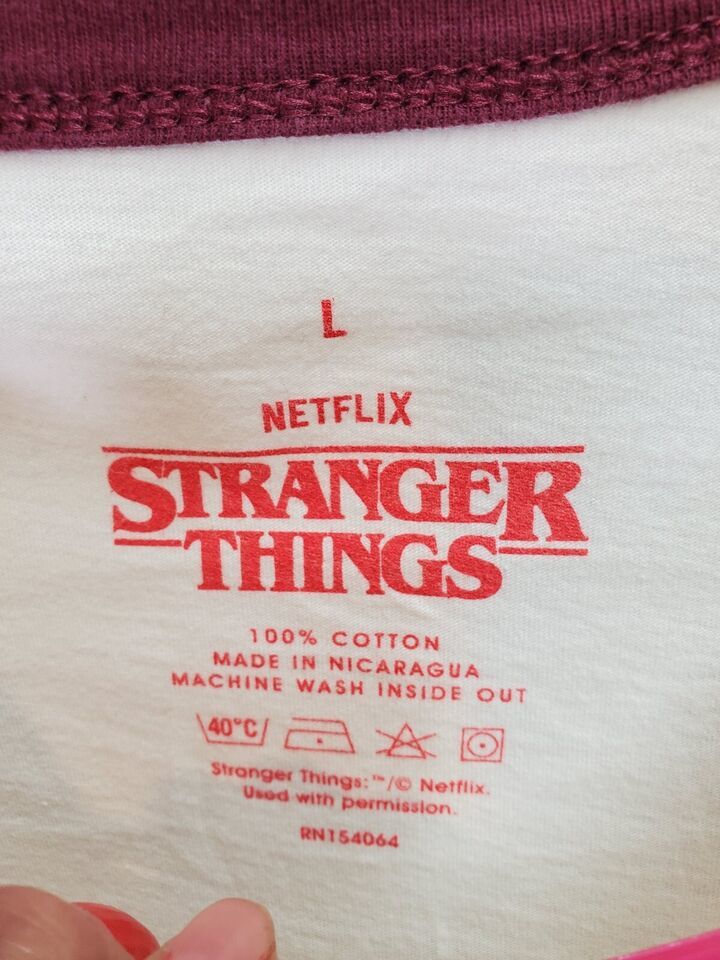 L
NETFLIX
STRANGER
THINGS
100% COTTON
MADE IN NICARAGUA
MACHINE WASH INSIDE OUT
40°C
Stranger Things: ™/© Netflix.
Used with permission.
RN154064